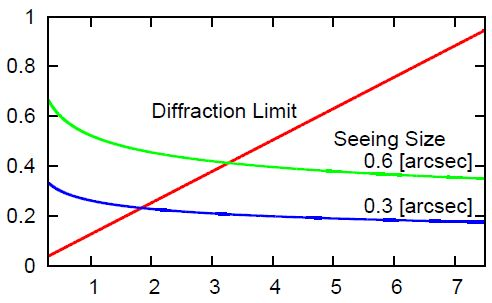 1
0.8
Diffraction Limit
0.6
Seeing Size
0.6 [arcsec]
0.4
0.3 [arcsec]
0.2
0
1 2 3 4 5 6 7